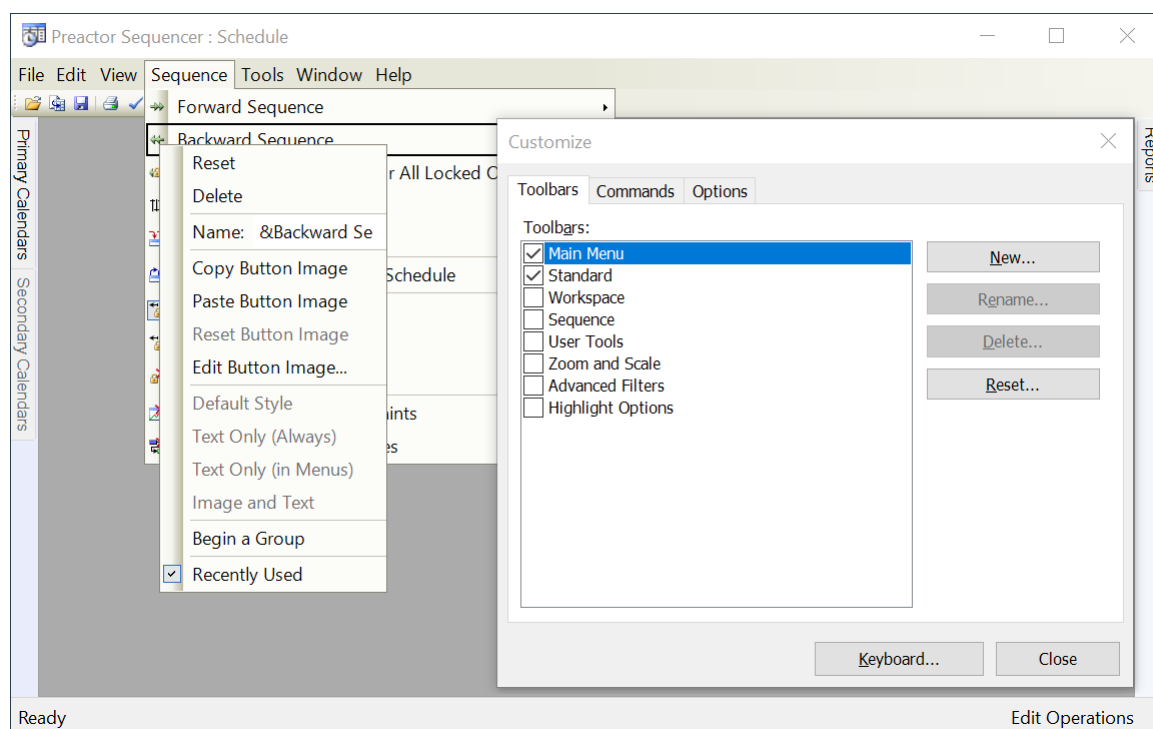 Preactor Sequencer : Schedule
File Edit View Sequence Tools Window Help
Forward Sequence
Backward Sequence
r All Locked
Schedule
aints
es
Reset
Delete
Name: &Backward Se
Copy Button Image
Paste Button Image
Reset Button Image
Edit Button Image...
Default Style
Text Only (Always)
Text Only (in Menus)
Image and Text
Begin a Group
Recently Used
Primary Calendars
Secondary Calendars
Customize
Toolbars Commands Options
Toolbars:
Main Menu
Standard
Workspace
Sequence
User Tools
Zoom and Scale
Advanced Filters
Highlight Options
New...
Rename...
Delete...
Reset...
Keyboard...
Close
Reports
Ready
Edit Operations